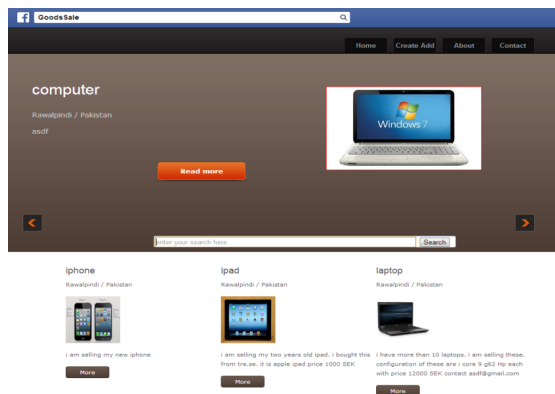 GoodsSale
Home Create Add About Contact
computer
Rawalpindi / Pakistan
asdf
Windows 7
Read more
enter your search here Search
iphone
Rawalpindi / Pakistan
i am selling my new iphone
More
ipad
Rawalpindi / Pakistan
i am selling my two years old ipad, i bought this
from tre.se, it is apple ipad price 1000 SEK
More
laptop
Rawalpindi / Pakistan
i have more than 10 laptops, i am selling these,
configuration of these are i core 9 g62 Hp each
with price 12000 SEK contact asdf@gmail.com
More